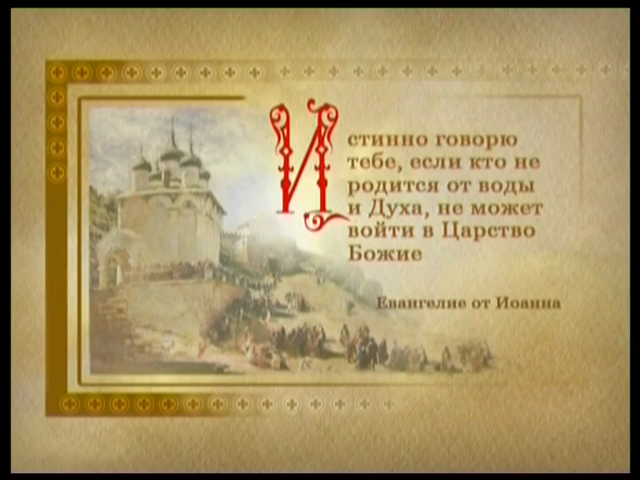 Истинно говорю
тебе, если кто не
родится от воды
и Духа, не может
войти в Царство
Божие
Евангелие от Иоанна